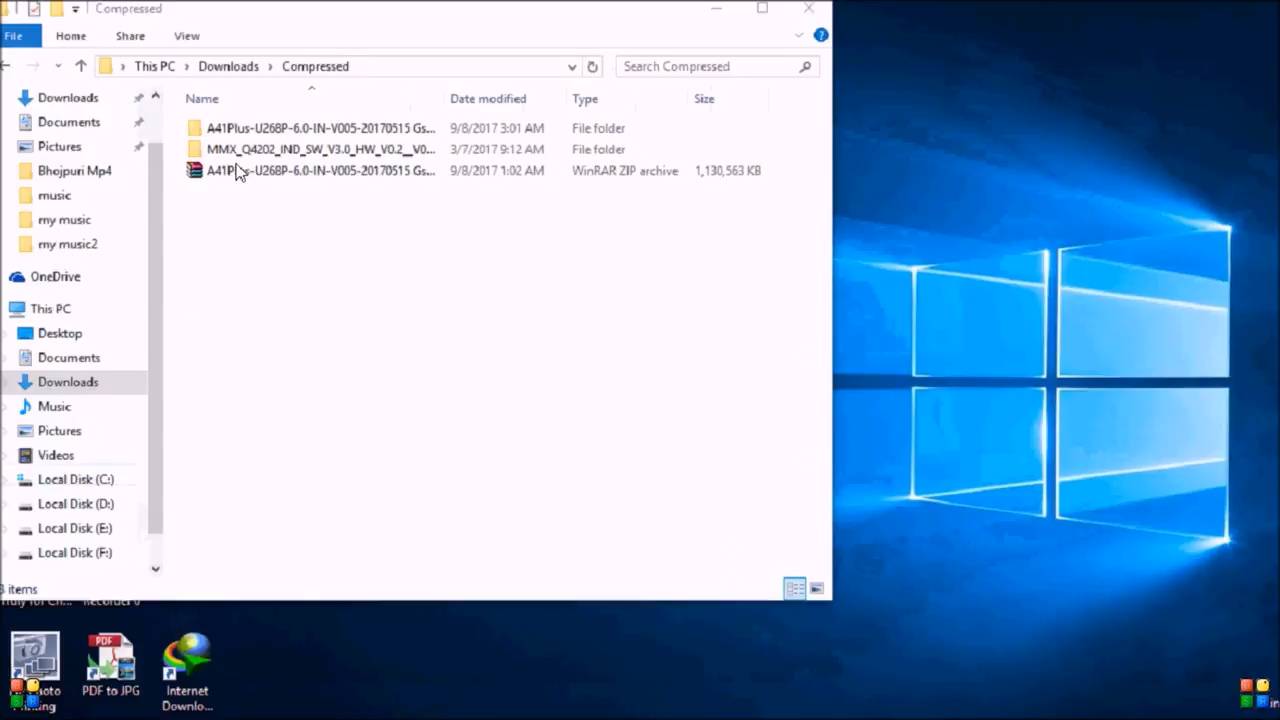 Compressed
File Home Share View
This PC > Downloads > Compressed
Search Compressed
Name Date modified Type Size
A41Plus-U268P-6.0-IN-V005-20170515 Gs... 9/8/2017 3:01 AM File folder
MMX_Q4202_IND_SW_V3.0_HW_V0.2__V0... 3/7/2017 9:12 AM File folder
A41Plus-U268P-6.0-IN-V005-20170515 Gs... 9/8/2017 1:02 AM WinRAR ZIP archive 1,130,563 KB
Downloads
Documents
Pictures
Bhojpuri Mp4
music
my music
my music2
OneDrive
This PC
Desktop
Documents
Downloads
Music
Pictures
Videos
Local Disk (C:)
Local Disk (D:)
Local Disk (E:)
Local Disk (F:)
3 items
PDF
PDF to JPG
Internet
Downlo...